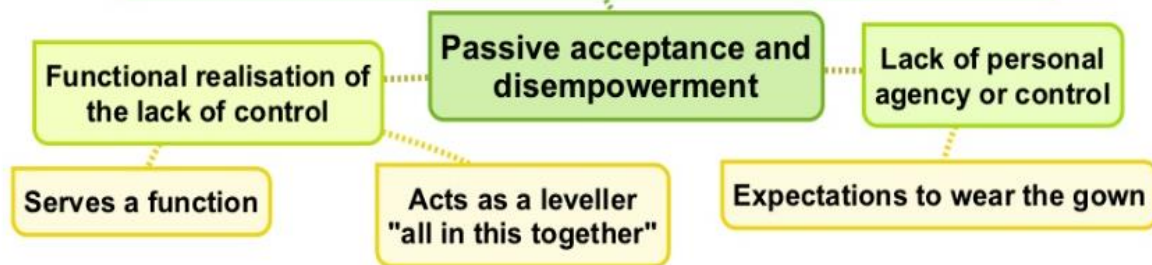 Passive acceptance and
disempowerment
Functional realisation of
the lack of control
Lack of personal
agency or control
Serves a function
Acts as a leveller
"all in this together"
Expectations to wear the gown